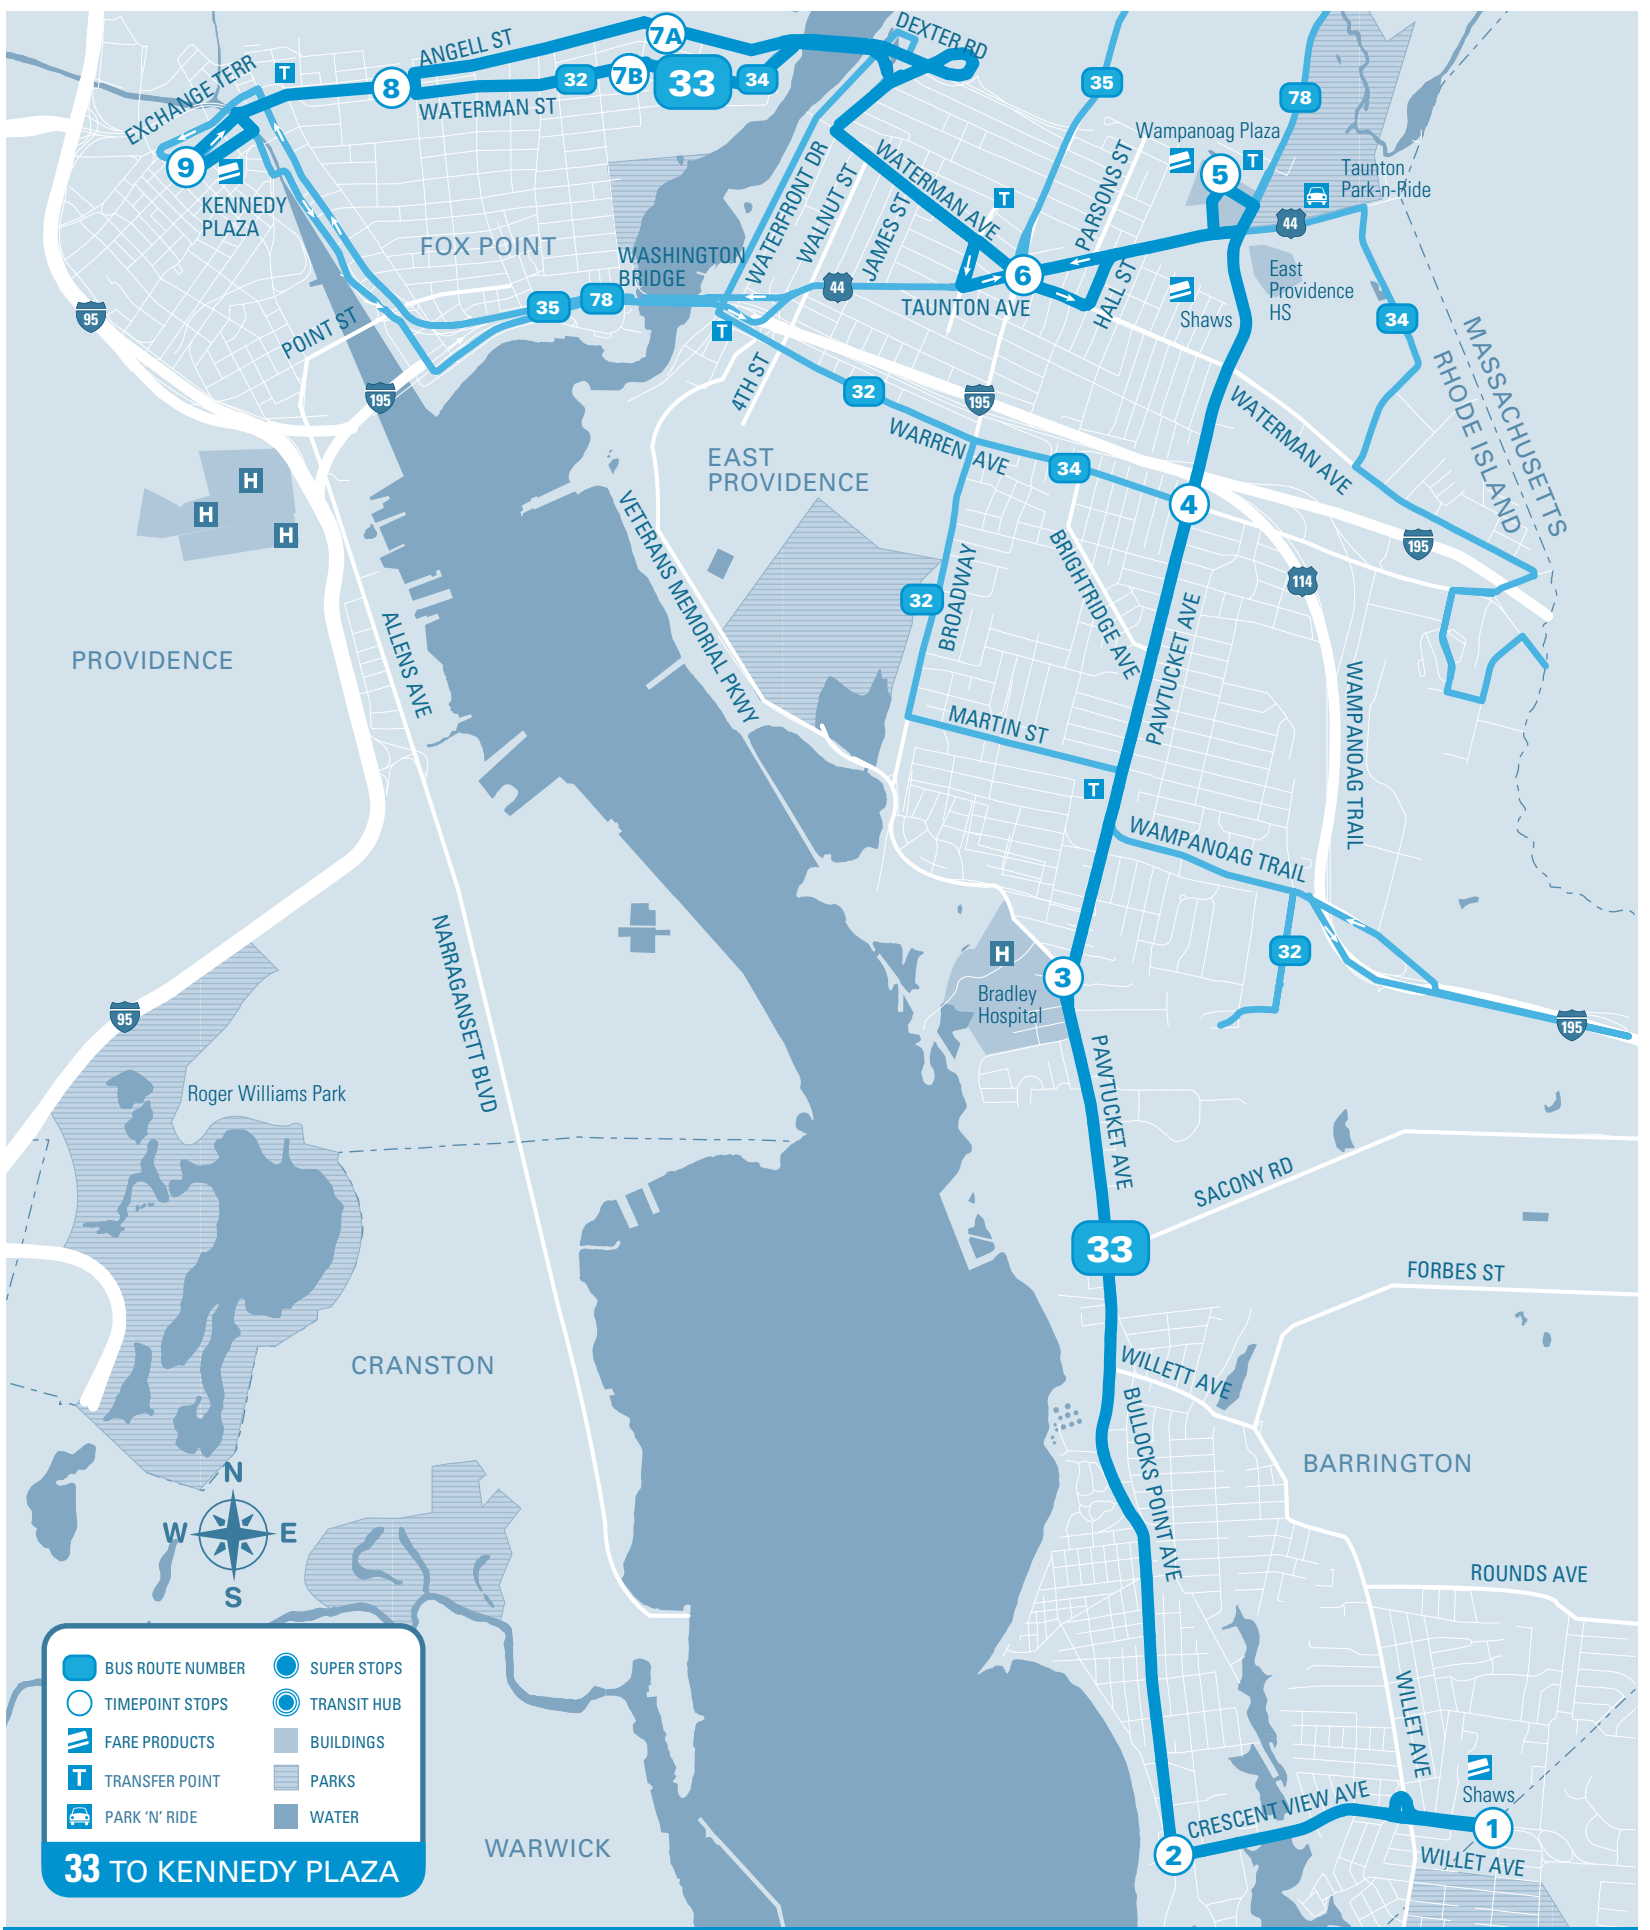 DEXTER RD
7A
ANGELL ST
EXCHANGE TERR
T
8
32
7B
33
34
35
78
WATERMAN ST
9
KENNEDY
PLAZA
FOX POINT
WASHINGTON
BRIDGE
WATERFRONT DR
WALNUT ST
JAMES ST
WATERMAN AVE
T
PARSONS ST
Wampanoag Plaza
5
T
Taunton
Park-n-Ride
44
6
TAUNTON AVE
HALL ST
44
Shaws
East
Providence
HS
34
35
78
T
95
POINT ST
195
4TH ST
32
195
WARREN AVE
34
WATERMAN AVE
MASSACHUSETTS
RHODE ISLAND
EAST
PROVIDENCE
4
H
H
H
195
114
VETERANS MEMORIAL PKWY
32
BROADWAY
BRIGHTRIDGE AVE
PAWTUCKET AVE
PROVIDENCE
ALLENS AVE
MARTIN ST
T
WAMPANOAG TRAIL
WAMPANOAG TRAIL
NARRAGANSETT BLVD
H
3
Bradley
Hospital
32
195
95
Roger Williams Park
PAWTUCKET AVE
SACONY RD
33
FORBES ST
CRANSTON
WILLETT AVE
BULLOCKS POINT AVE
BARRINGTON
N
W
E
S
ROUNDS AVE
WILLET AVE
Shaws
CRESCENT VIEW AVE
1
2
WILLET AVE
WARWICK
BUS ROUTE NUMBER
SUPER STOPS
TIMEPOINT STOPS
TRANSIT HUB
FARE PRODUCTS
BUILDINGS
T
TRANSFER POINT
PARKS
PARK 'N' RIDE
WATER
33 TO KENNEDY PLAZA